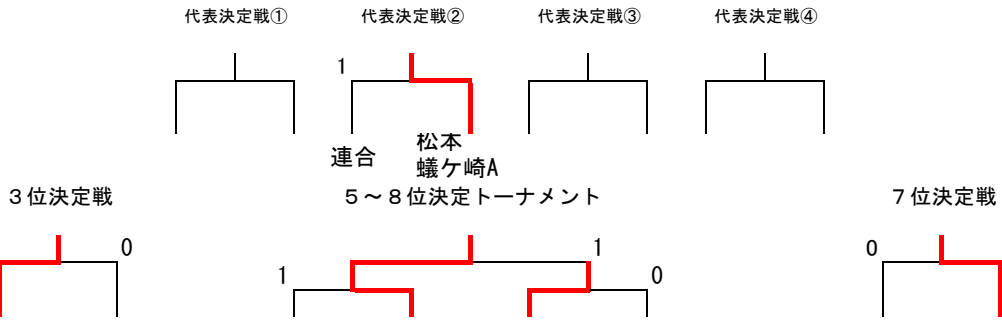 代表決定戦① 代表決定戦② 代表決定戦③ 代表決定戦④
1
連合 松本
蟻ケ崎A
３位決定戦 ５～８位決定トーナメント ７位決定戦
0 1 0
1 0